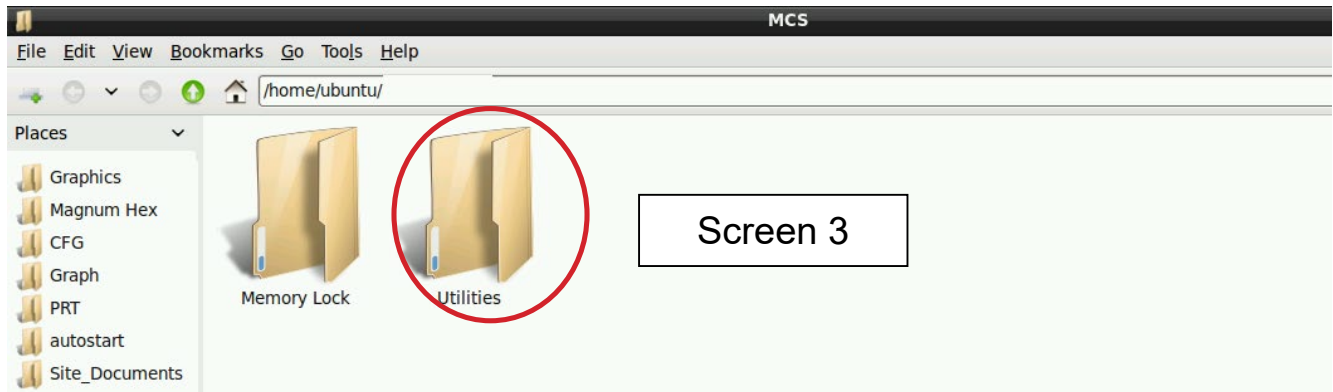 MCS
File Edit View Bookmarks Go Tools Help
/home/ubuntu/
Places
Graphics
Magnum Hex
CFG
Graph
PRT
autostart
Site_Documents
Memory Lock
Utilities
Screen 3